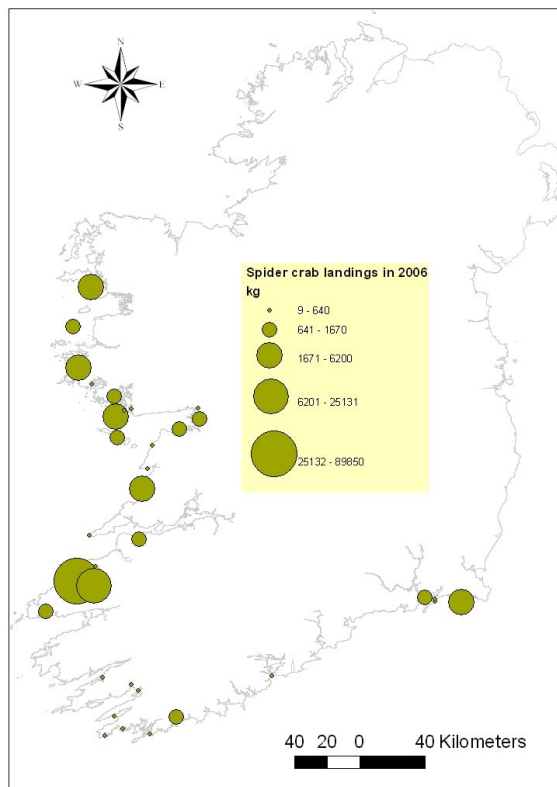 N
W E
S
Spider crab landings in 2006
kg
9 - 640
641 - 1670
1671 - 6200
6201 - 25131
25132 - 89850
40 20 0 40 Kilometers